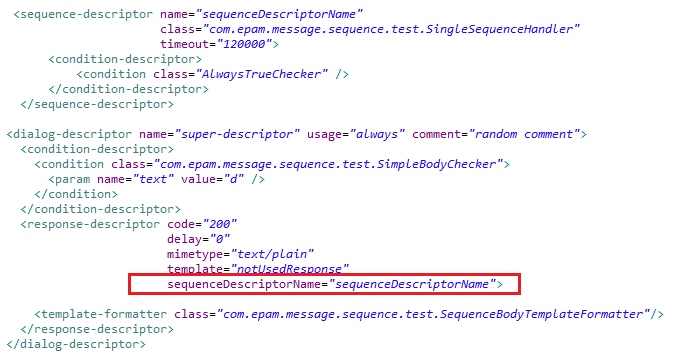 <sequence-descriptor name="sequenceDescriptorName"
class="com.epam.message.sequence.test.SingleSequenceHandler"
timeout="120000">
<condition-descriptor>
<condition class="AlwaysTrueChecker" />
</condition-descriptor>
</sequence-descriptor>
<dialog-descriptor name="super-descriptor" usage="always" comment="random comment">
<condition-descriptor>
<condition class="com.epam.message.sequence.test.SimpleBodyChecker">
<param name="text" value="d" />
</condition>
</condition-descriptor>
<response-descriptor code="200"
delay="0"
mimetype="text/plain"
template="notUsedResponse"
sequenceDescriptorName="sequenceDescriptorName">
<template-formatter class="com.epam.message.sequence.test.SequenceBodyTemplateFormatter"/>
</response-descriptor>
</dialog-descriptor>